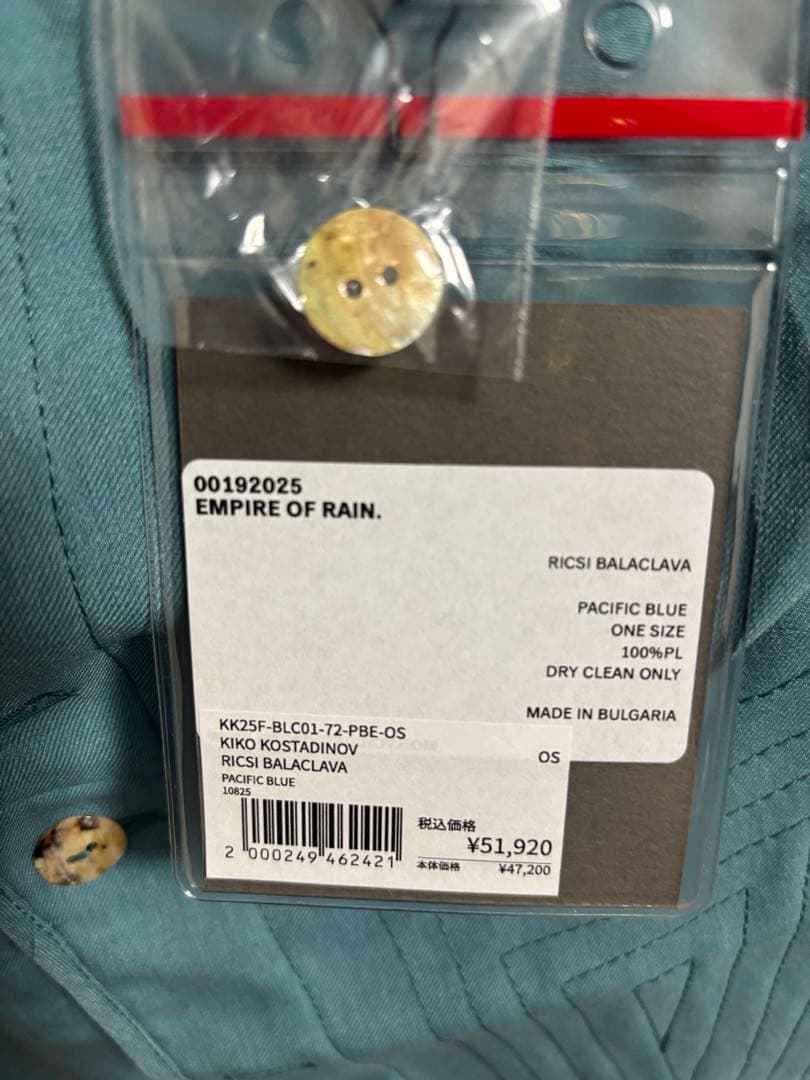 00192025
EMPIRE OF RAIN.
RICSI BALACLAVA
PACIFIC BLUE
ONE SIZE
100%PL
DRY CLEAN ONLY
MADE IN BULGARIA
KK25F-BLC01-72-PBE-OS
KIKO KOSTADINOV
OS
RICSI BALACLAVA
PACIFIC BLUE
10825
税込価格
¥51,920
本体価格
¥47,200
2 000249 462421